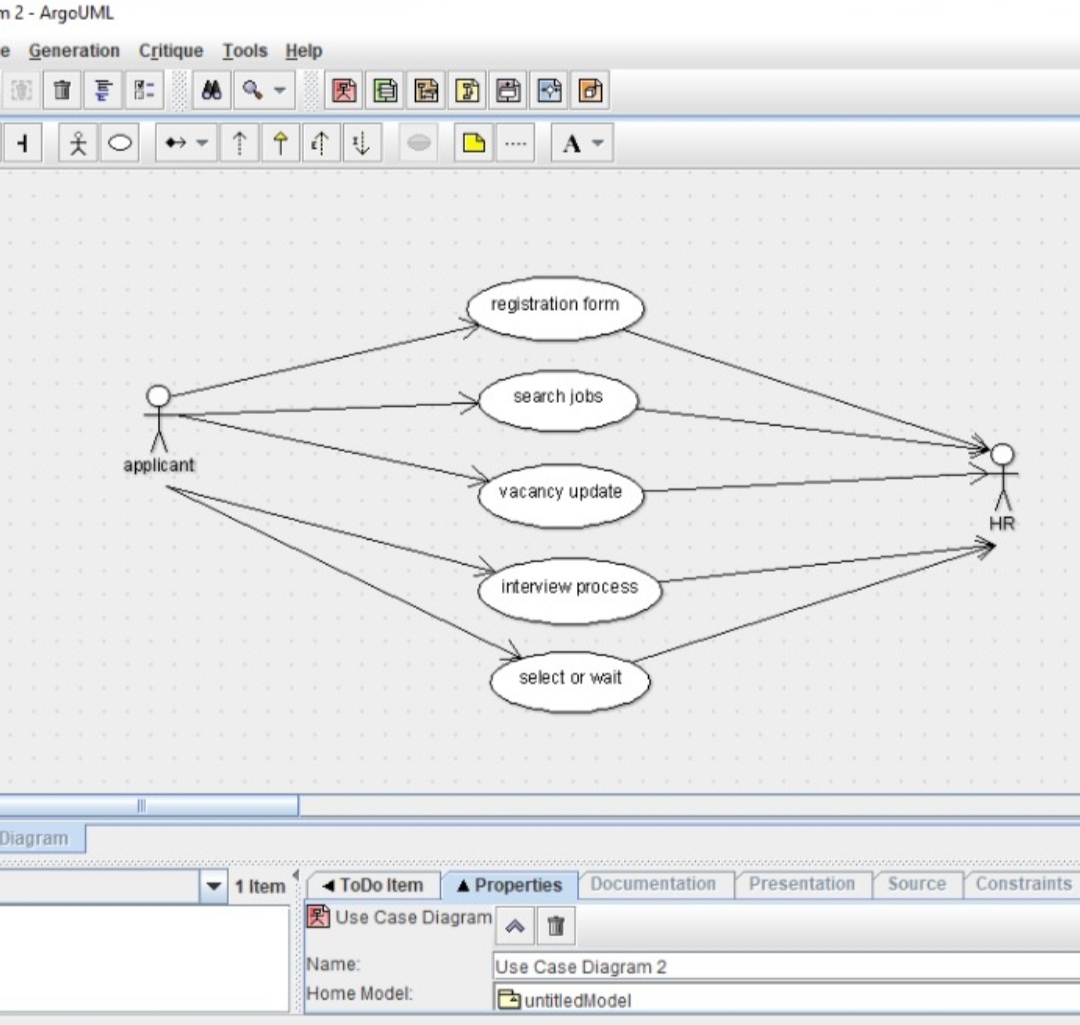 m 2 - ArgoUML
e Generation Critique Tools Help
A
registration form
search jobs
applicant
vacancy update
HR
interview process
select or wait
Diagram
1 Item
ToDo Item Properties Documentation Presentation Source Constraints
Use Case Diagram
Name: Use Case Diagram 2
Home Model: untitledModel